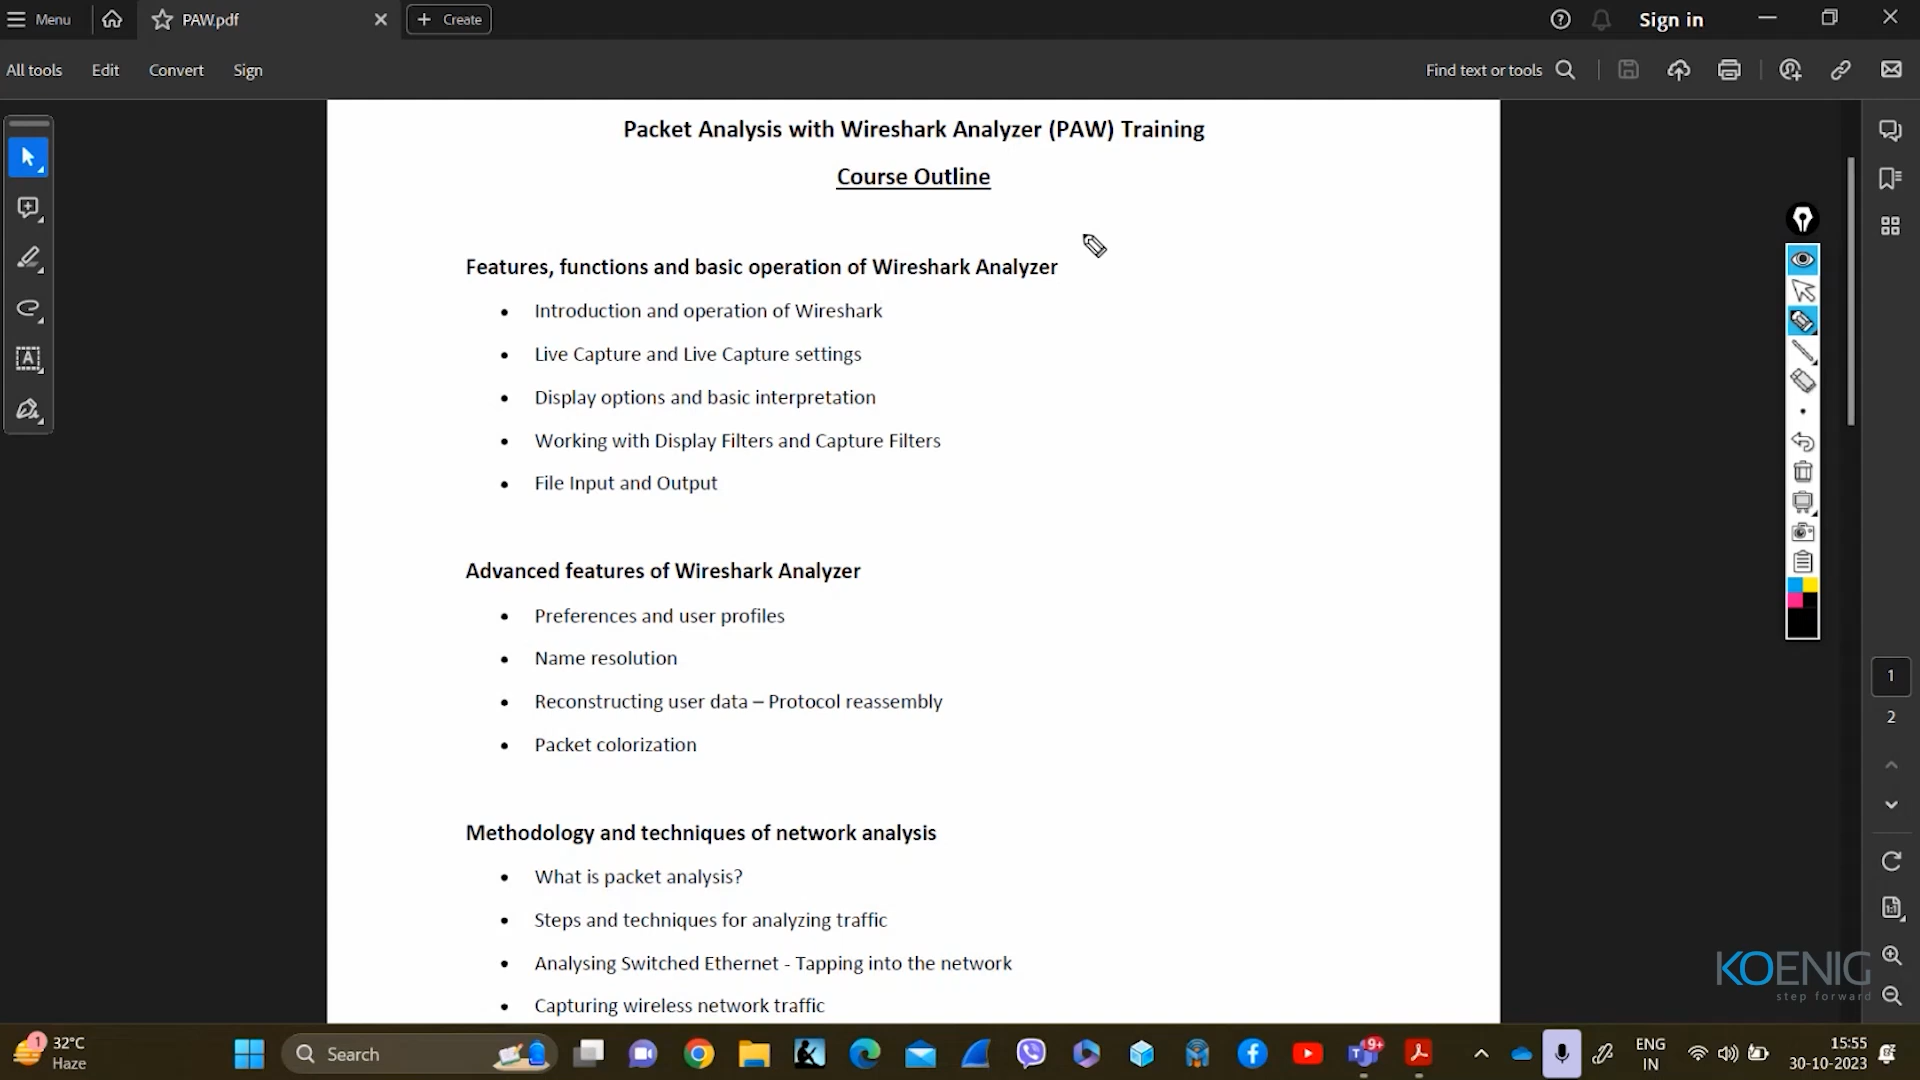 Menu
PAW.pdf
Create
Sign in
All tools
Edit
Convert
Sign
Find text or tools
Packet Analysis with Wireshark Analyzer (PAW) Training
Course Outline
Features, functions and basic operation of Wireshark Analyzer
• Introduction and operation of Wireshark
• Live Capture and Live Capture settings
• Display options and basic interpretation
• Working with Display Filters and Capture Filters
• File Input and Output
Advanced features of Wireshark Analyzer
• Preferences and user profiles
• Name resolution
• Reconstructing user data – Protocol reassembly
• Packet colorization
Methodology and techniques of network analysis
• What is packet analysis?
• Steps and techniques for analyzing traffic
• Analysing Switched Ethernet - Tapping into the network
• Capturing wireless network traffic
1
2
KOENIG
step forward
1
32°C
Haze
Search
9+
ENG
IN
15:55
30-10-2023